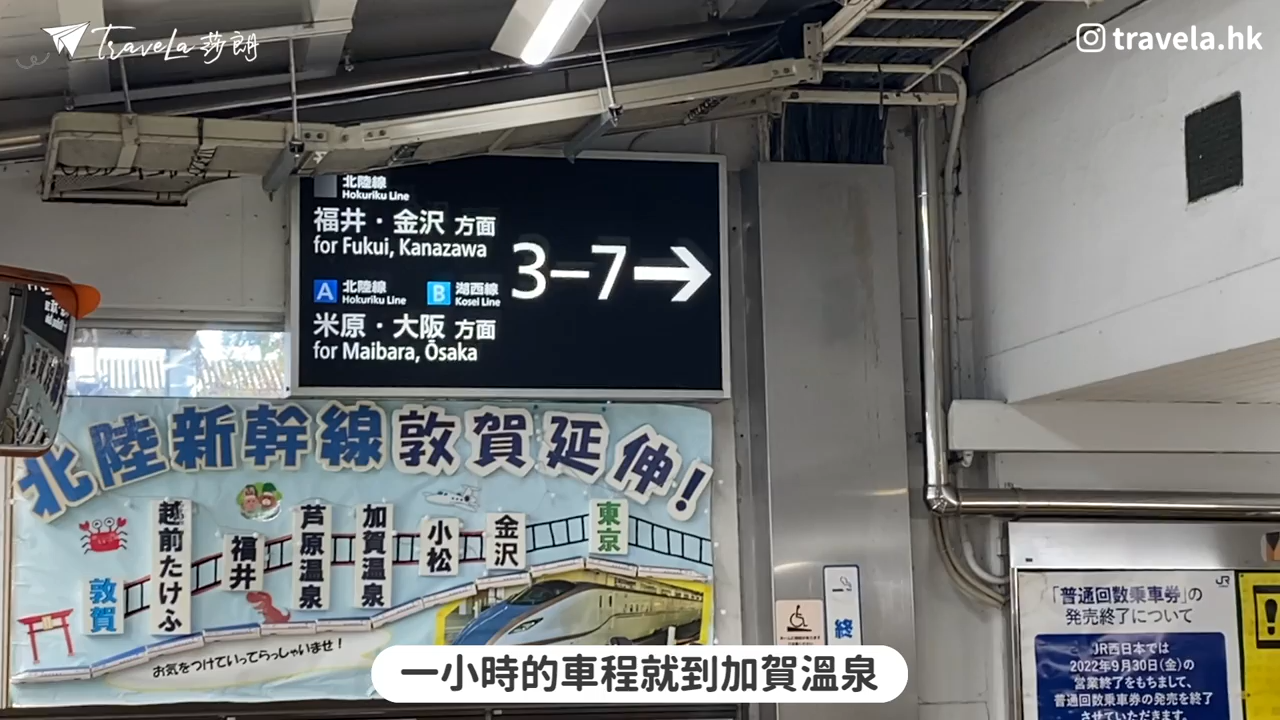 Travela 莎朗
travela.hk
北陸線
Hokuriku Line
福井・金沢 方面
for Fukui, Kanazawa
3–7→
A 北陸線
Hokuriku Line
B 湖西線
Kosei Line
米原・大阪 方面
for Maibara, Ōsaka
北陸新幹線敦賀延伸!
敦賀
越前たけふ
福井
芦原温泉
加賀温泉
小松
金沢
東京
お気をつけていってらっしゃいませ!
終
JR
「普通回数乗車券」の
発売終了について
JR西日本では
2022年9月30日(金)の
営業終了をもちまして、
普通回数乗車券の発売を終了
させていただきます
一小時的車程就到加賀溫泉